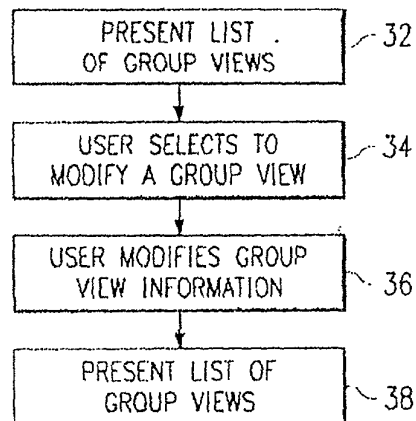 PRESENT LIST
OF GROUP VIEWS
32
USER SELECTS TO
MODIFY A GROUP VIEW
34
USER MODIFIES GROUP
VIEW INFORMATION
36
PRESENT LIST OF
GROUP VIEWS
38